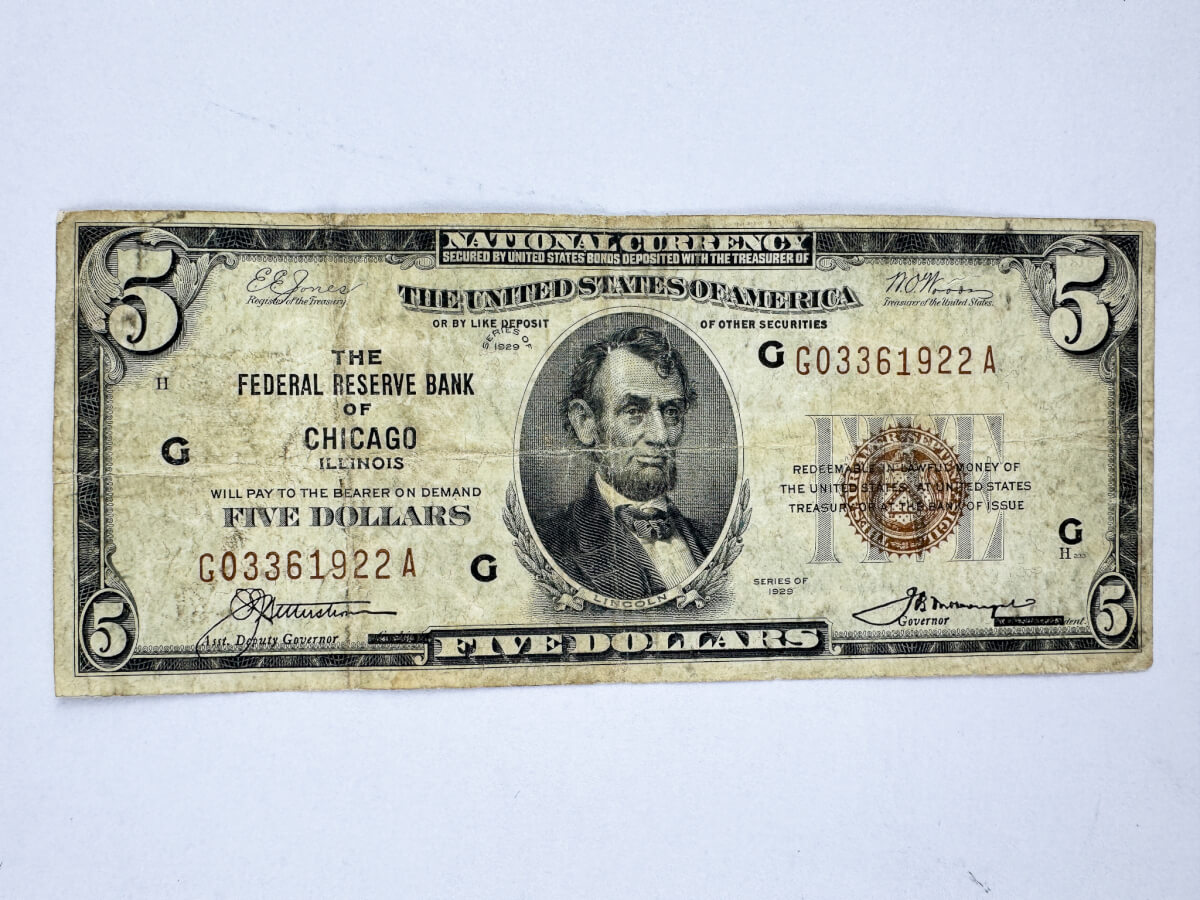 NATIONAL CURRENCY
SECURED BY UNITED STATES BONDS DEPOSITED WITH THE TREASURER OF
THE UNITED STATES OF AMERICA
OR BY LIKE DEPOSIT OF OTHER SECURITIES
5
5
E E Jones
Register of the Treasury.
W.O. Woods
Treasurer of the United States.
SERIES OF
1929
THE
FEDERAL RESERVE BANK
OF
CHICAGO
ILLINOIS
H
G
WILL PAY TO THE BEARER ON DEMAND
FIVE DOLLARS
G03361922A
G
Asst. Deputy Governor
LINCOLN
G G03361922A
FIVE
REDEEMABLE IN LAWFUL MONEY OF
THE UNITED STATES AT UNITED STATES
TREASURY OR AT THE BANK OF ISSUE
G
H
SERIES OF
1929
Governor
5
FIVE DOLLARS
5